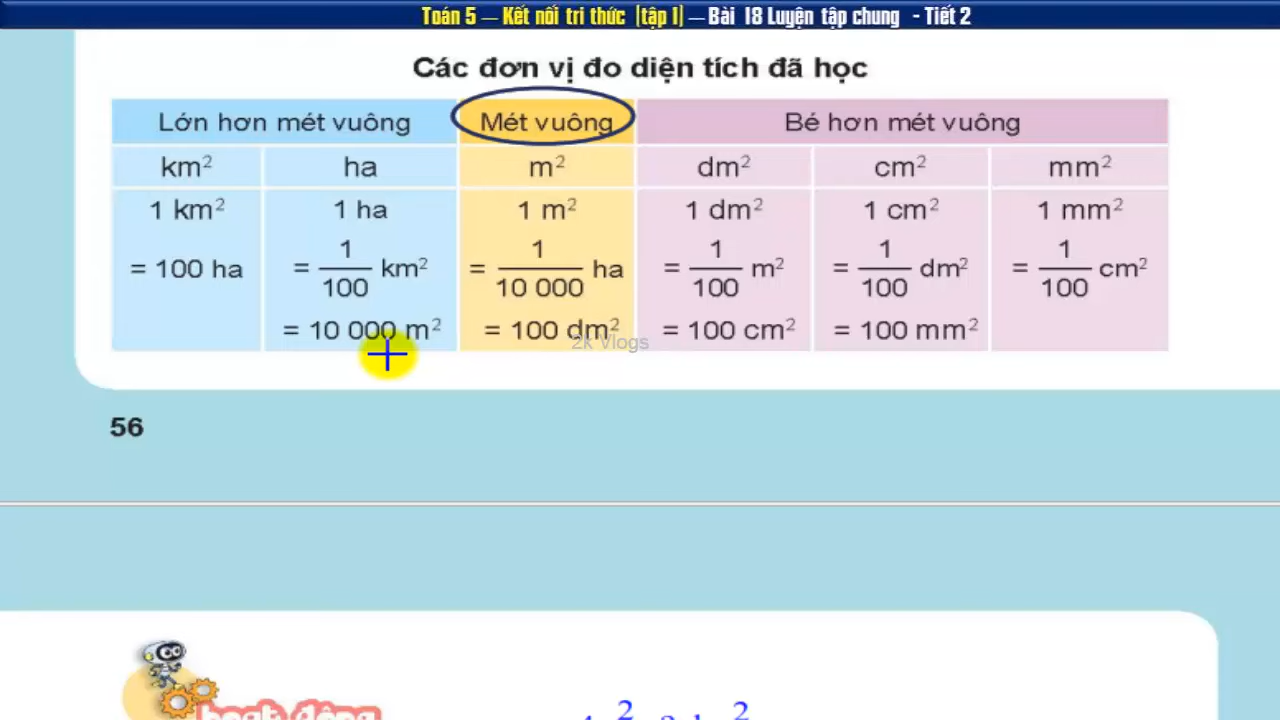 Toán 5 – Kết nối tri thức [tập 1] – Bài 18 Luyện tập chung - Tiết 2
Các đơn vị đo diện tích đã học
Lớn hơn mét vuông Mét vuông Bé hơn mét vuông
km² ha m² dm² cm² mm²
1 km² 1 ha 1 m² 1 dm² 1 cm² 1 mm²
= 100 ha = 1/100 km² = 1/10 000 ha = 1/100 m² = 1/100 dm² = 1/100 cm²
= 10 000 m² = 100 dm² = 100 cm² = 100 mm²
2k Vlogs
56
hoạt động